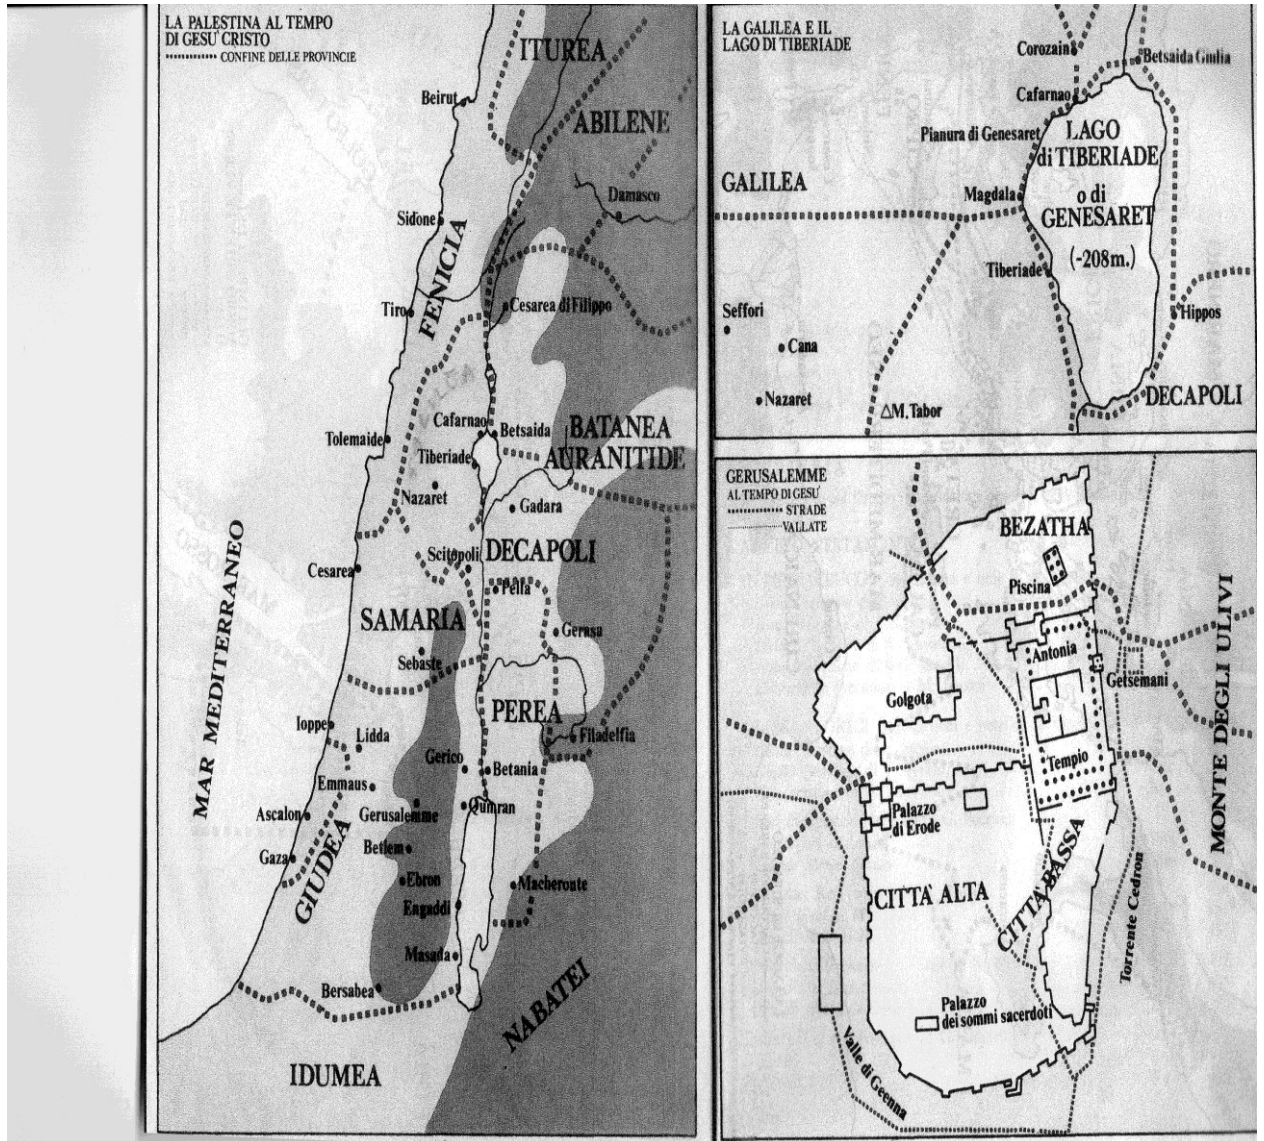 LA PALESTINA AL TEMPO
DI GESU' CRISTO
CONFINE DELLE PROVINCIE
ITUREA
Beirut
ABILENE
Damasco
Sidone
FENICIA
Tiro
Cesarea di Filippo
Cafarnao
Betsaida
BATANEA
AURANITIDE
Tolemaide
Tiberiade
Nazaret
Gadara
MAR MEDITERRANEO
Scitopoli
DECAPOLI
Cesarea
Pella
SAMARIA
Gerasa
Sebaste
PEREA
Ioppe
Lidda
Filadelfia
Gerico
Betania
Emmaus
Qumran
Ascalon
Gerusalemme
GIUDEA
Betlem
Gaza
Ebron
Macheronte
Engaddi
Masada
Bersabea
NABATEI
IDUMEA
LA GALILEA E IL
LAGO DI TIBERIADE
Corozain
Betsaida Giulia
Cafarnao
Pianura di Genesaret
LAGO
di TIBERIADE
o di
GENESARET
(-208m.)
GALILEA
Magdala
Tiberiade
Seffori
Hippos
Cana
Nazaret
M. Tabor
DECAPOLI
GERUSALEMME
AL TEMPO DI GESU'
STRADE
VALLATE
BEZATHA
Piscina
MONTE DEGLI ULIVI
Antonia
Getsemani
Golgota
Tempio
Palazzo
di Erode
CITTA' ALTA
CITTA' BASSA
Torrente Cedron
Palazzo
dei sommi sacerdoti
Valle di Geenna